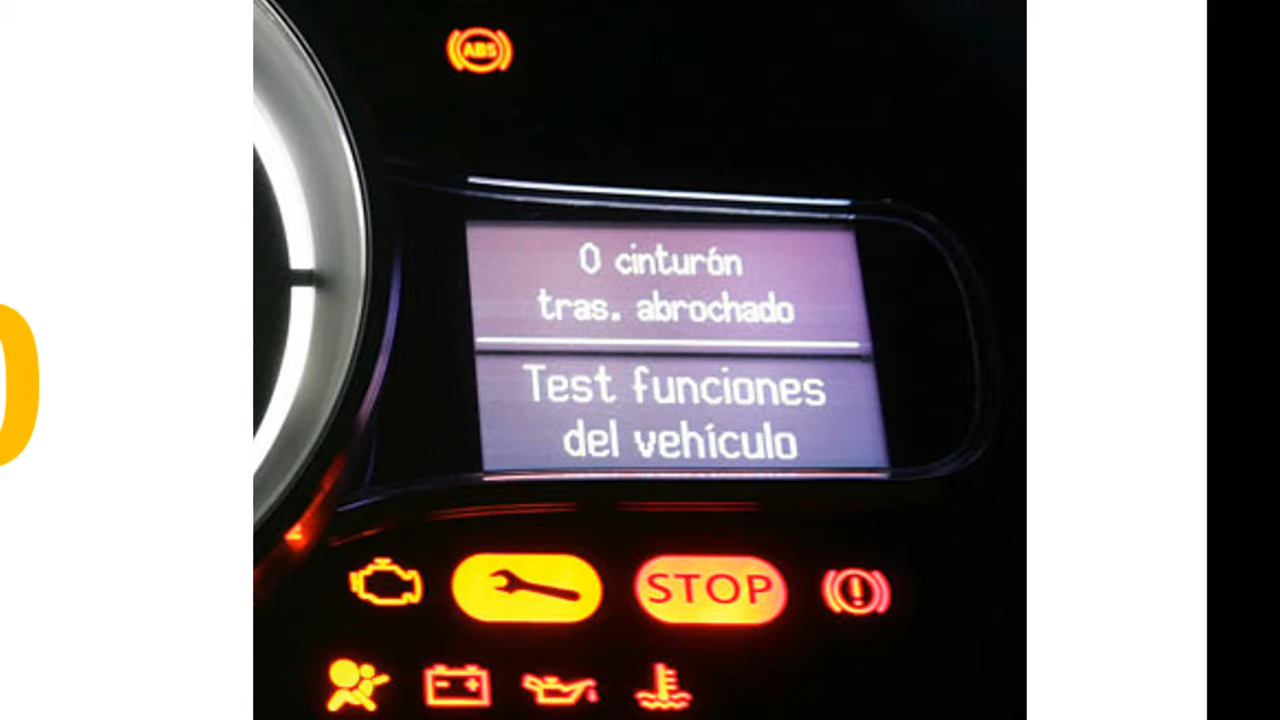 ABS
0 cinturón
tras. abrochado
Test funciones
del vehículo
STOP